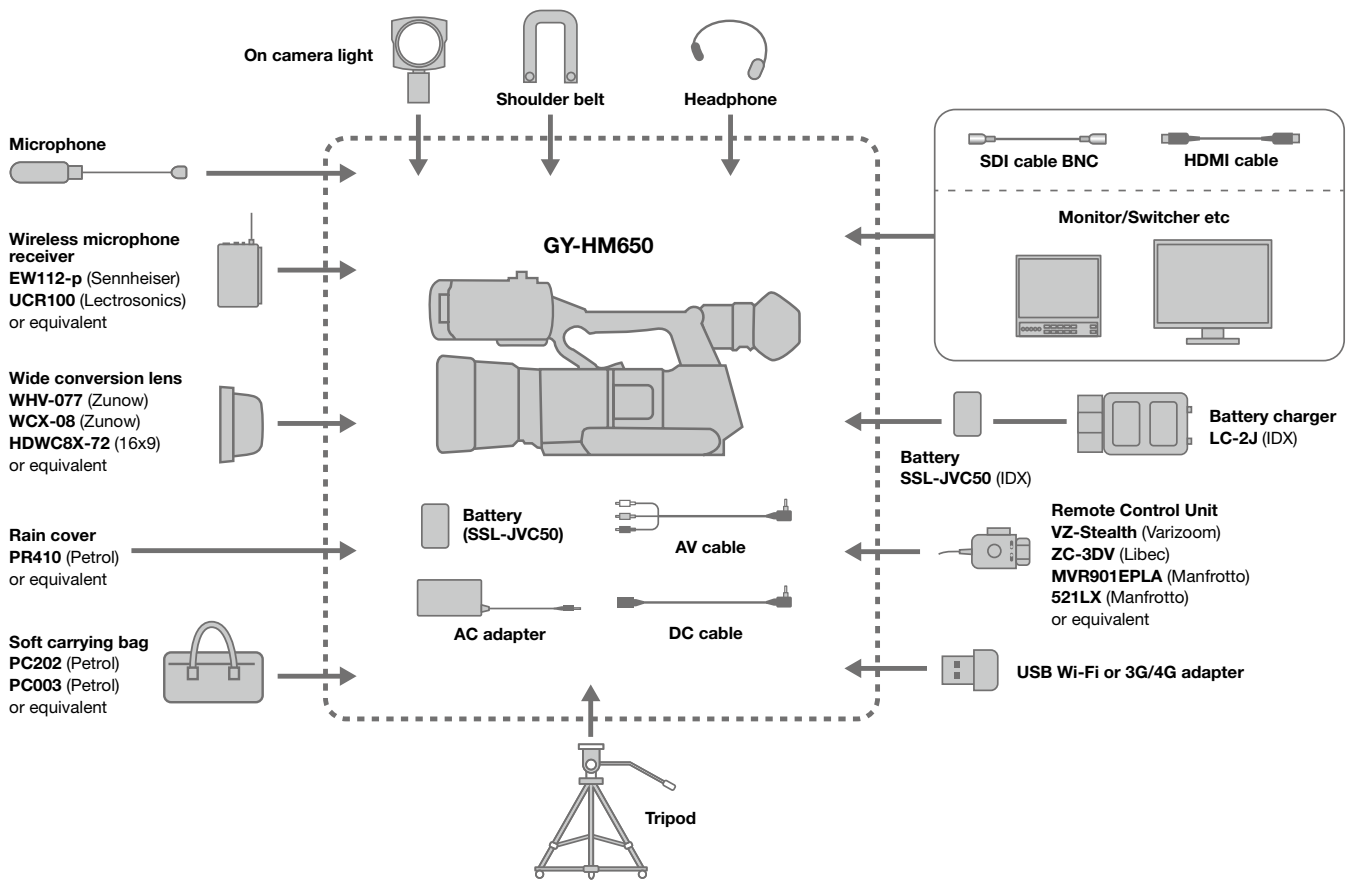 On camera light
Shoulder belt
Headphone
Microphone
Wireless microphone
receiver
EW112-p (Sennheiser)
UCR100 (Lectrosonics)
or equivalent
Wide conversion lens
WHV-077 (Zunow)
WCX-08 (Zunow)
HDWC8X-72 (16x9)
or equivalent
Rain cover
PR410 (Petrol)
or equivalent
Soft carrying bag
PC202 (Petrol)
PC003 (Petrol)
or equivalent
GY-HM650
Battery
(SSL-JVC50)
AV cable
AC adapter
DC cable
SDI cable BNC
HDMI cable
Monitor/Switcher etc
Battery
SSL-JVC50 (IDX)
Battery charger
LC-2J (IDX)
Remote Control Unit
VZ-Stealth (Varizoom)
ZC-3DV (Libec)
MVR901EPLA (Manfrotto)
521LX (Manfrotto)
or equivalent
USB Wi-Fi or 3G/4G adapter
Tripod